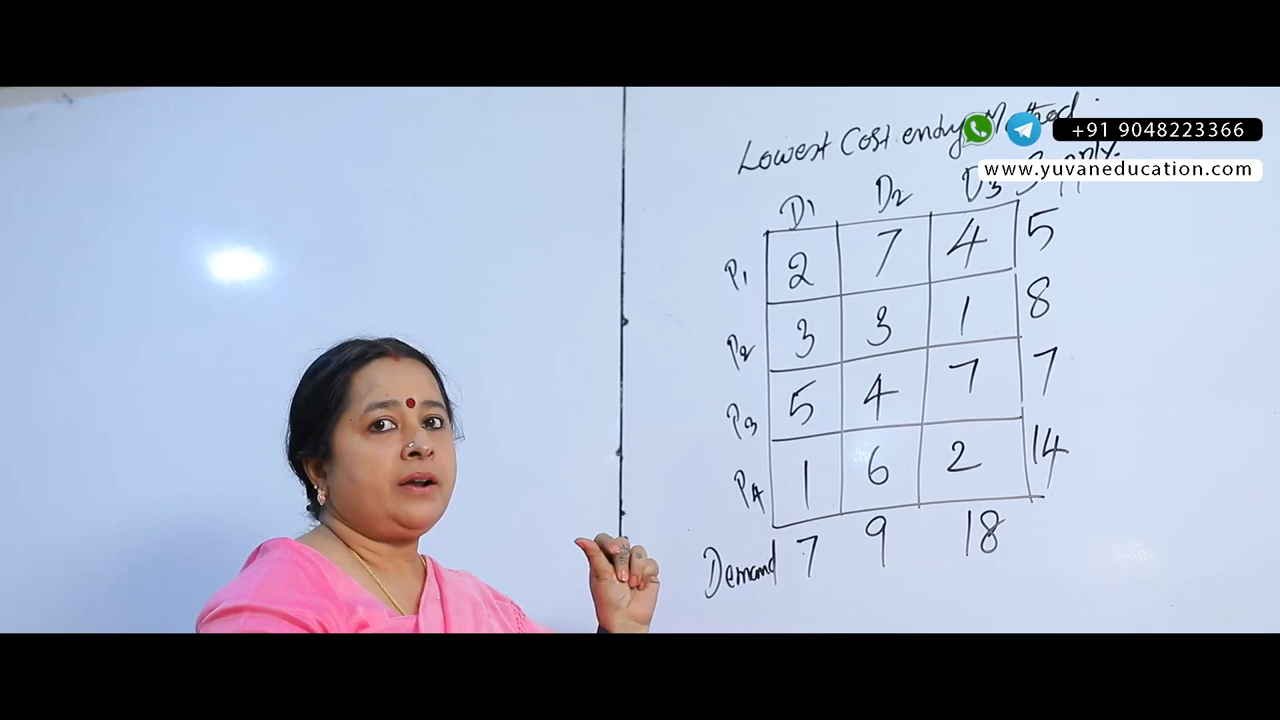 Lowest Cost entry Method
+91 9048223366
www.yuvaneducation.com
D1 D2 D3 Supply
P1 2 7 4 5
P2 3 3 1 8
P3 5 4 7 7
P4 1 6 2 14
Demand 7 9 18